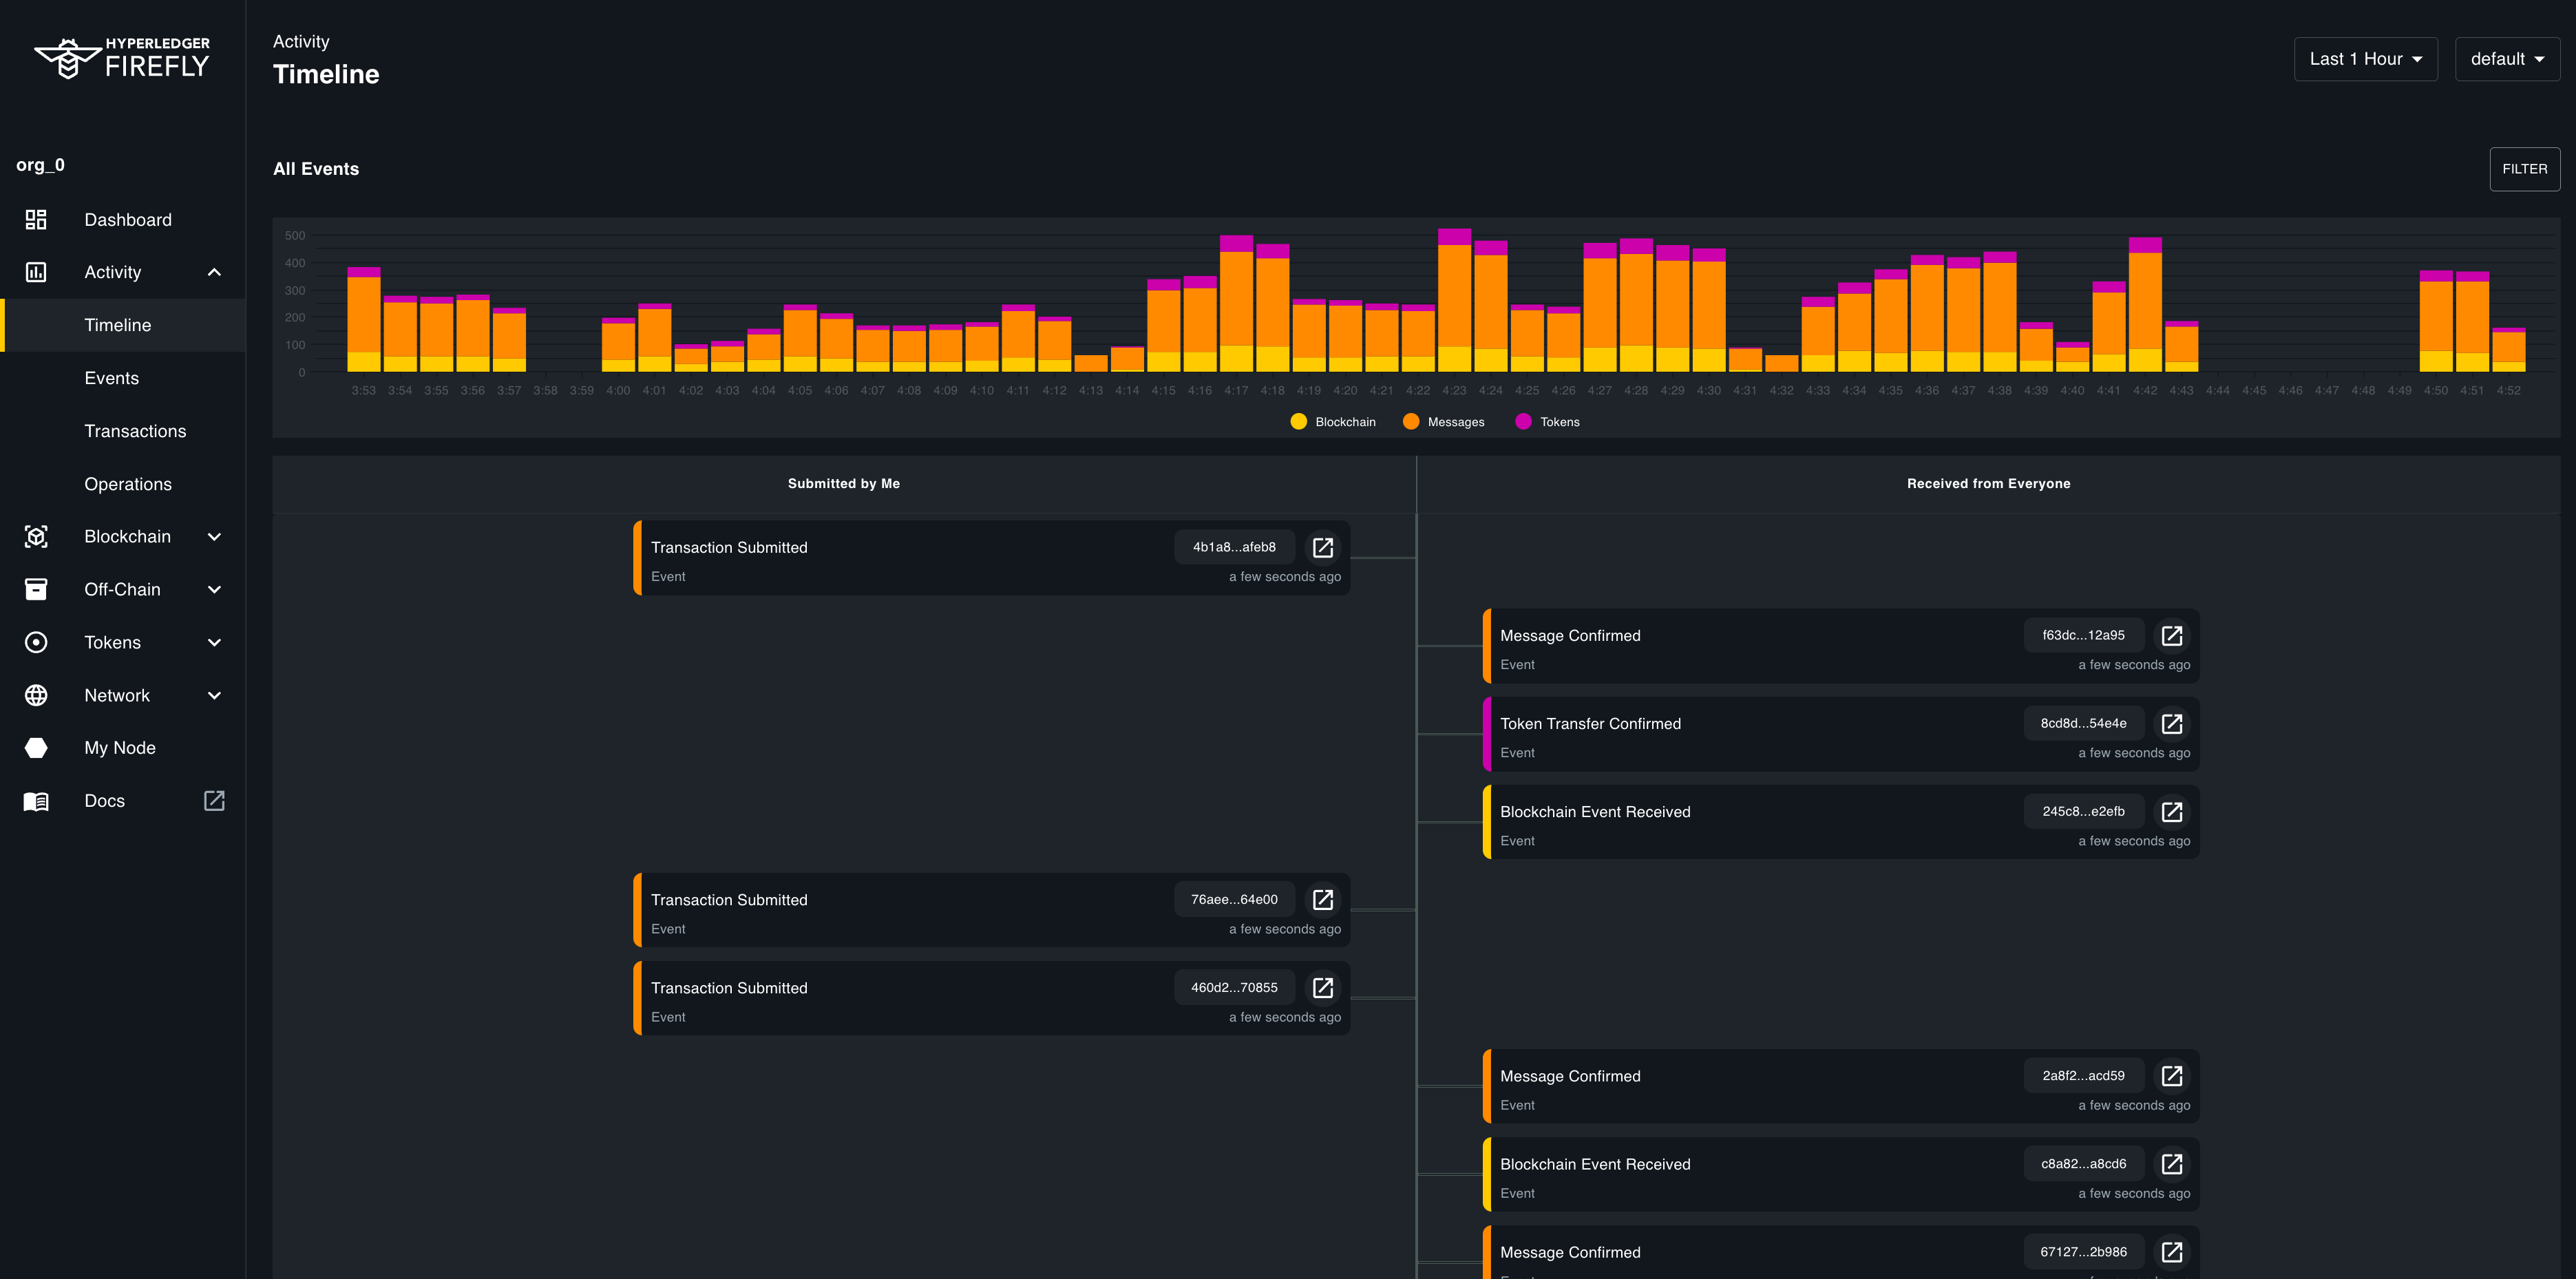 HYPERLEDGER
FIREFLY
org_0
Dashboard
Activity
Timeline
Events
Transactions
Operations
Blockchain
Off-Chain
Tokens
Network
My Node
Docs
Activity
Timeline
Last 1 Hour
default
All Events
FILTER
500
400
300
200
100
0
3:53 3:54 3:55 3:56 3:57 3:58 3:59 4:00 4:01 4:02 4:03 4:04 4:05 4:06 4:07 4:08 4:09 4:10 4:11 4:12 4:13 4:14 4:15 4:16 4:17 4:18 4:19 4:20 4:21 4:22 4:23 4:24 4:25 4:26 4:27 4:28 4:29 4:30 4:31 4:32 4:33 4:34 4:35 4:36 4:37 4:38 4:39 4:40 4:41 4:42 4:43 4:44 4:45 4:46 4:47 4:48 4:49 4:50 4:51 4:52
Blockchain Messages Tokens
Submitted by Me
Received from Everyone
Transaction Submitted 4b1a8...afeb8
Event a few seconds ago
Message Confirmed f63dc...12a95
Event a few seconds ago
Token Transfer Confirmed 8cd8d...54e4e
Event a few seconds ago
Blockchain Event Received 245c8...e2efb
Event a few seconds ago
Transaction Submitted 76aee...64e00
Event a few seconds ago
Transaction Submitted 460d2...70855
Event a few seconds ago
Message Confirmed 2a8f2...acd59
Event a few seconds ago
Blockchain Event Received c8a82...a8cd6
Event a few seconds ago
Message Confirmed 67127...2b986